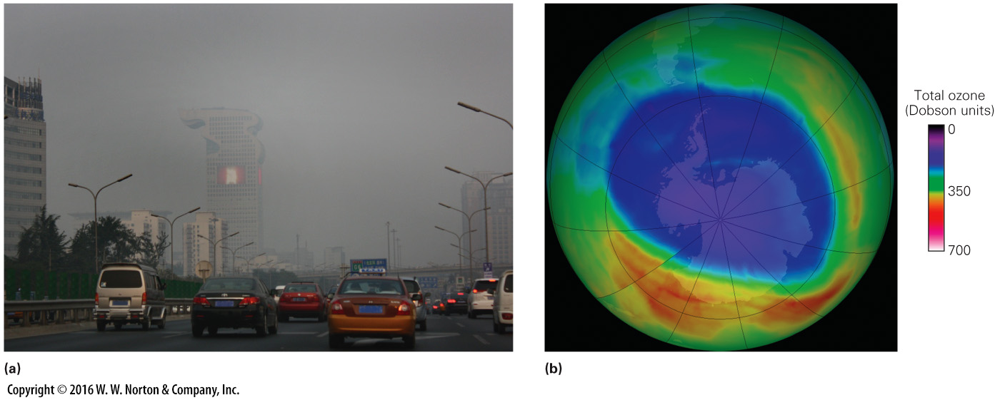 Total ozone
(Dobson units)
0
350
700
(a)
(b)
Copyright © 2016 W. W. Norton & Company, Inc.